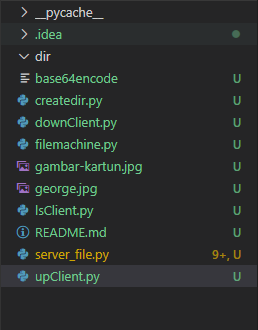 __pycache__
.idea
dir
base64encode U
createdir.py U
downClient.py U
filemachine.py U
gambar-kartun.jpg U
george.jpg U
lsClient.py U
README.md U
server_file.py 9+, U
upClient.py U